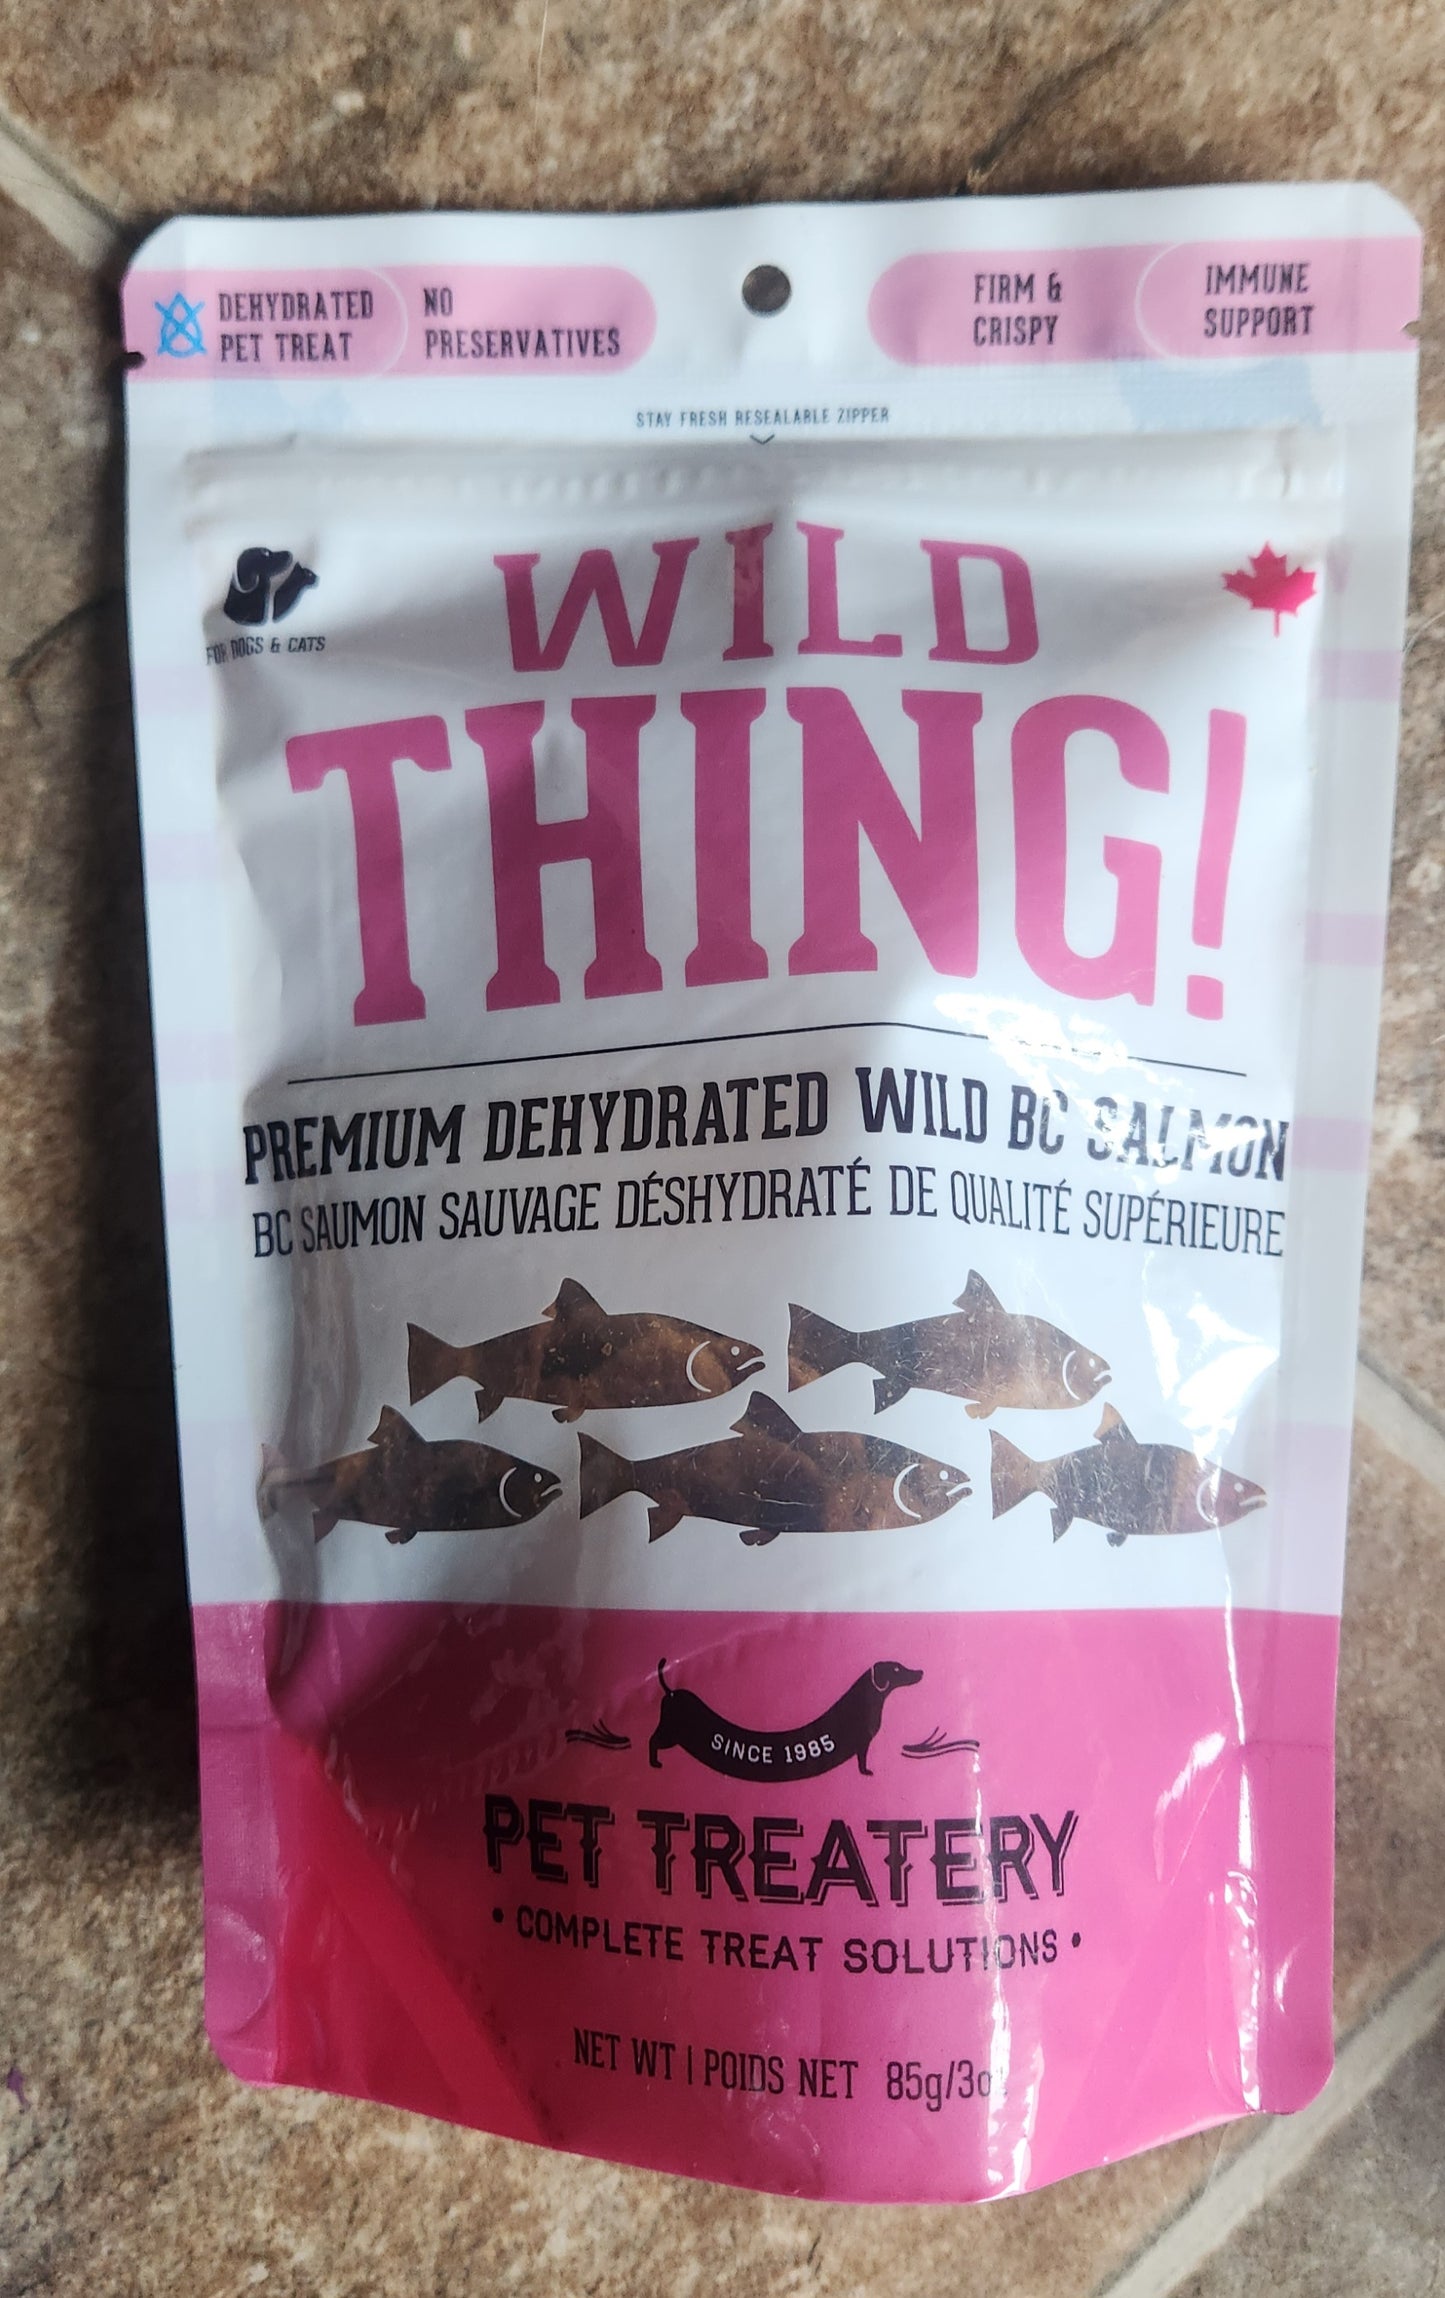 DEHYDRATED
PET TREAT
NO
PRESERVATIVES
FIRM &
CRISPY
IMMUNE
SUPPORT
STAY FRESH RESEALABLE ZIPPER
FOR DOGS & CATS
WILD
THING!
PREMIUM DEHYDRATED WILD BC SALMON
BC SAUMON SAUVAGE DÉSHYDRATÉ DE QUALITÉ SUPÉRIEURE
SINCE 1985
PET TREATERY
• COMPLETE TREAT SOLUTIONS •
NET WT | POIDS NET 85g/3oz